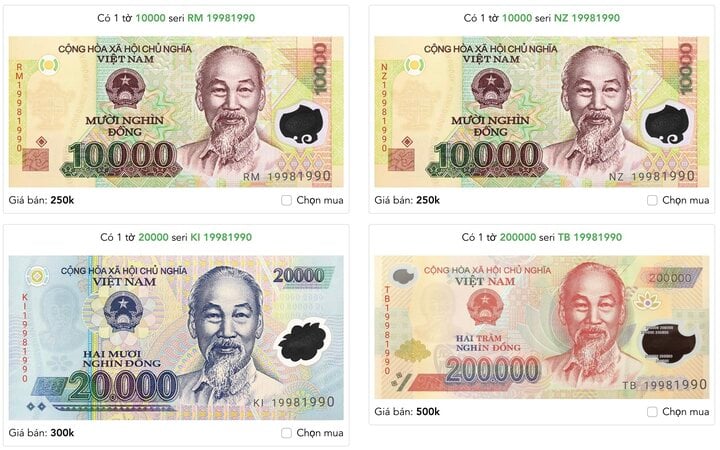 Có 1 tờ 10000 seri RM 19981990
CỘNG HÒA XÃ HỘI CHỦ NGHĨA
VIỆT NAM
10000
RM19981990
MƯỜI NGHÌN
ĐỒNG
10000
RM 19981990
Giá bán: 250k
Chọn mua
Có 1 tờ 10000 seri NZ 19981990
CỘNG HÒA XÃ HỘI CHỦ NGHĨA
VIỆT NAM
10000
NZ19981990
MƯỜI NGHÌN
ĐỒNG
10000
NZ 19981990
Giá bán: 250k
Chọn mua
Có 1 tờ 20000 seri KI 19981990
CỘNG HÒA XÃ HỘI CHỦ NGHĨA
VIỆT NAM
20000
KI19981990
HAI MƯƠI
NGHÌN ĐỒNG
20.000
KI 19981990
Giá bán: 300k
Chọn mua
Có 1 tờ 200000 seri TB 19981990
CỘNG HÒA XÃ HỘI CHỦ NGHĨA
VIỆT NAM
200000
TB19981990
HAI TRĂM
NGHÌN ĐỒNG
200.000
TB 19981990
Giá bán: 500k
Chọn mua